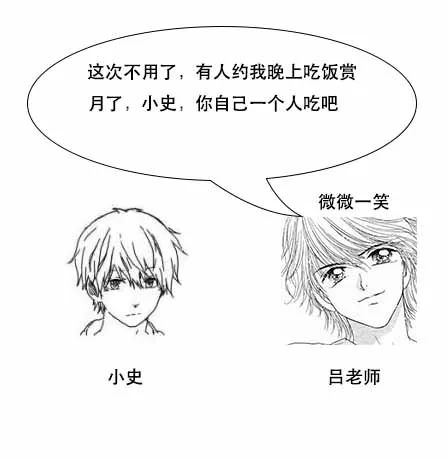 这次不用了，有人约我晚上吃饭赏
月了，小史，你自己一个人吃吧
微微一笑
小史
吕老师